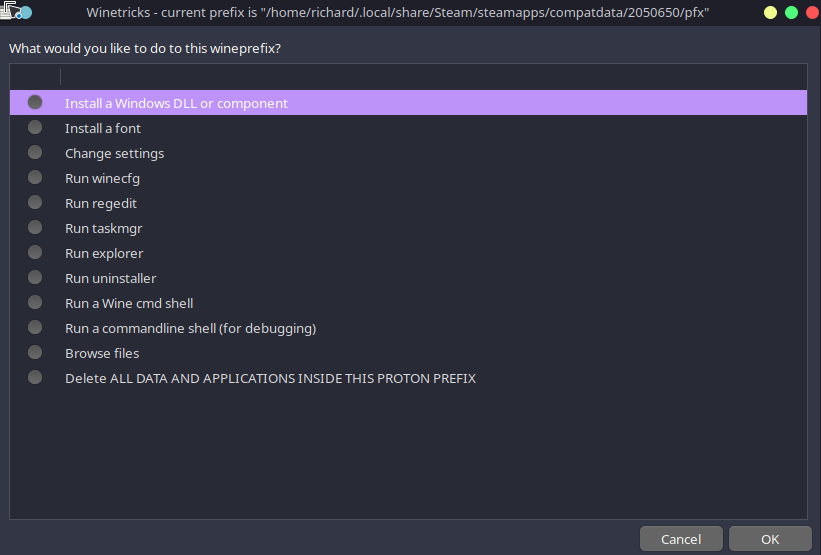 Winetricks - current prefix is "/home/richard/.local/share/Steam/steamapps/compatdata/2050650/pfx"
What would you like to do to this wineprefix?
Install a Windows DLL or component
Install a font
Change settings
Run winecfg
Run regedit
Run taskmgr
Run explorer
Run uninstaller
Run a Wine cmd shell
Run a commandline shell (for debugging)
Browse files
Delete ALL DATA AND APPLICATIONS INSIDE THIS PROTON PREFIX
Cancel OK